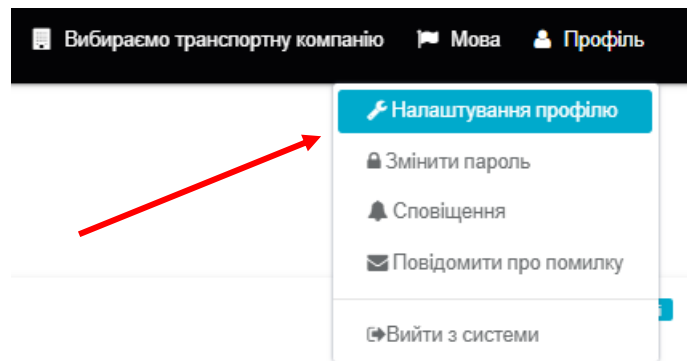 Вибираємо транспортну компанію Мова Профіль
Налаштування профілю
Змінити пароль
Сповіщення
Повідомити про помилку
Вийти з системи